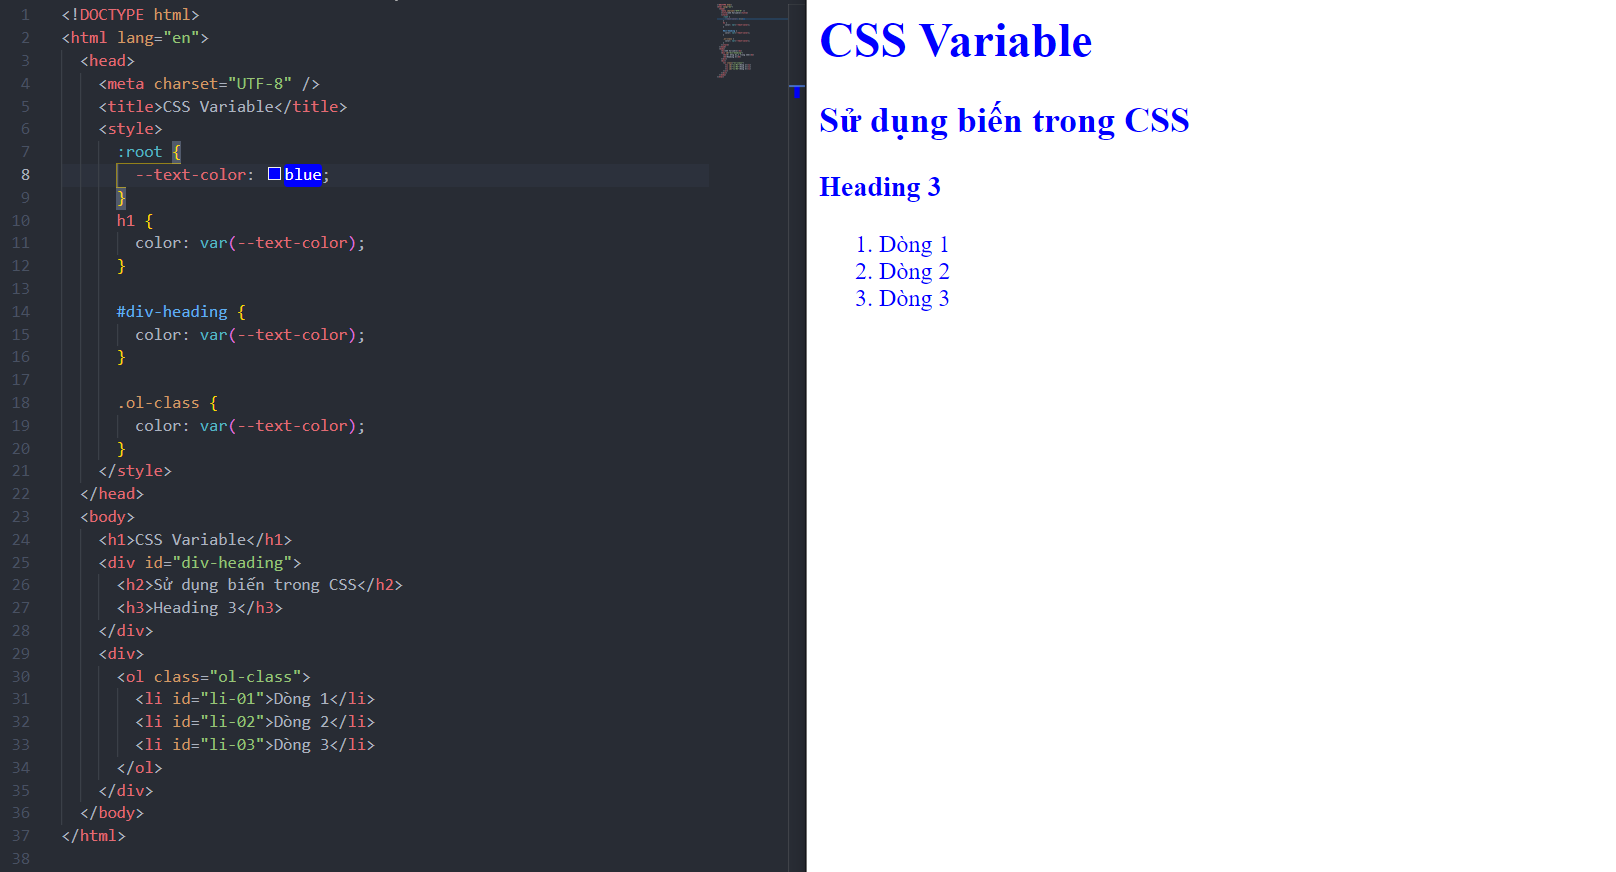 1 <!DOCTYPE html>
2 <html lang="en">
3 <head>
4 <meta charset="UTF-8" />
5 <title>CSS Variable</title>
6 <style>
7 :root {
8 --text-color: blue;
9 }
10 h1 {
11 color: var(--text-color);
12 }
13
14 #div-heading {
15 color: var(--text-color);
16 }
17
18 .ol-class {
19 color: var(--text-color);
20 }
21 </style>
22 </head>
23 <body>
24 <h1>CSS Variable</h1>
25 <div id="div-heading">
26 <h2>Sử dụng biến trong CSS</h2>
27 <h3>Heading 3</h3>
28 </div>
29 <div>
30 <ol class="ol-class">
31 <li id="li-01">Dòng 1</li>
32 <li id="li-02">Dòng 2</li>
33 <li id="li-03">Dòng 3</li>
34 </ol>
35 </div>
36 </body>
37 </html>
38
CSS Variable
Sử dụng biến trong CSS
Heading 3
1. Dòng 1
2. Dòng 2
3. Dòng 3